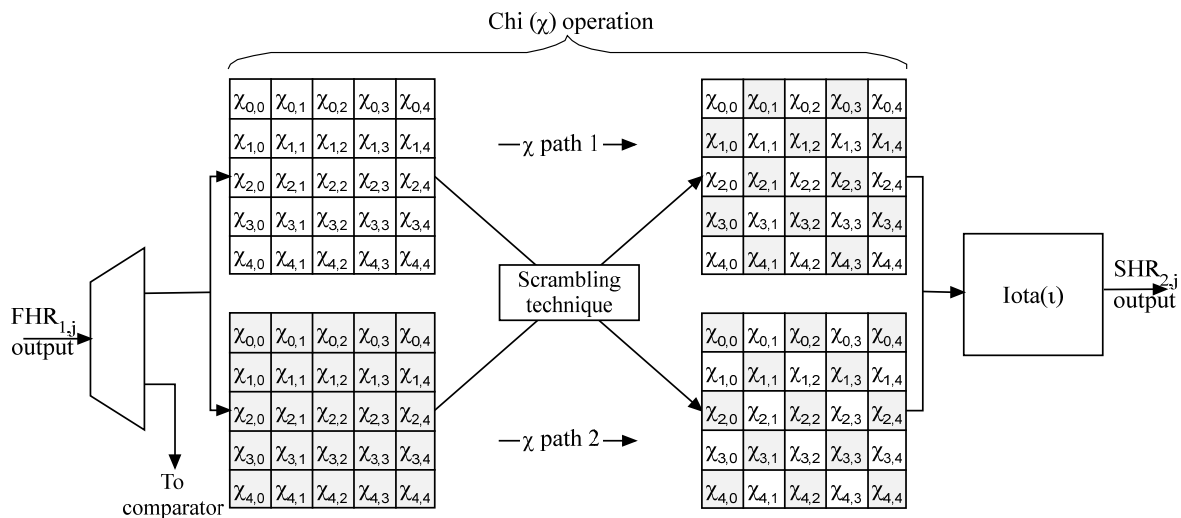 Chi (χ) operation
χ0,0 χ0,1 χ0,2 χ0,3 χ0,4
χ1,0 χ1,1 χ1,2 χ1,3 χ1,4
χ2,0 χ2,1 χ2,2 χ2,3 χ2,4
χ3,0 χ3,1 χ3,2 χ3,3 χ3,4
χ4,0 χ4,1 χ4,2 χ4,3 χ4,4
χ path 1
χ0,0 χ0,1 χ0,2 χ0,3 χ0,4
χ1,0 χ1,1 χ1,2 χ1,3 χ1,4
χ2,0 χ2,1 χ2,2 χ2,3 χ2,4
χ3,0 χ3,1 χ3,2 χ3,3 χ3,4
χ4,0 χ4,1 χ4,2 χ4,3 χ4,4
FHR1,j
output
To
comparator
Scrambling
technique
Iota(ι)
SHR2,j
output
χ0,0 χ0,1 χ0,2 χ0,3 χ0,4
χ1,0 χ1,1 χ1,2 χ1,3 χ1,4
χ2,0 χ2,1 χ2,2 χ2,3 χ2,4
χ3,0 χ3,1 χ3,2 χ3,3 χ3,4
χ4,0 χ4,1 χ4,2 χ4,3 χ4,4
χ path 2
χ0,0 χ0,1 χ0,2 χ0,3 χ0,4
χ1,0 χ1,1 χ1,2 χ1,3 χ1,4
χ2,0 χ2,1 χ2,2 χ2,3 χ2,4
χ3,0 χ3,1 χ3,2 χ3,3 χ3,4
χ4,0 χ4,1 χ4,2 χ4,3 χ4,4